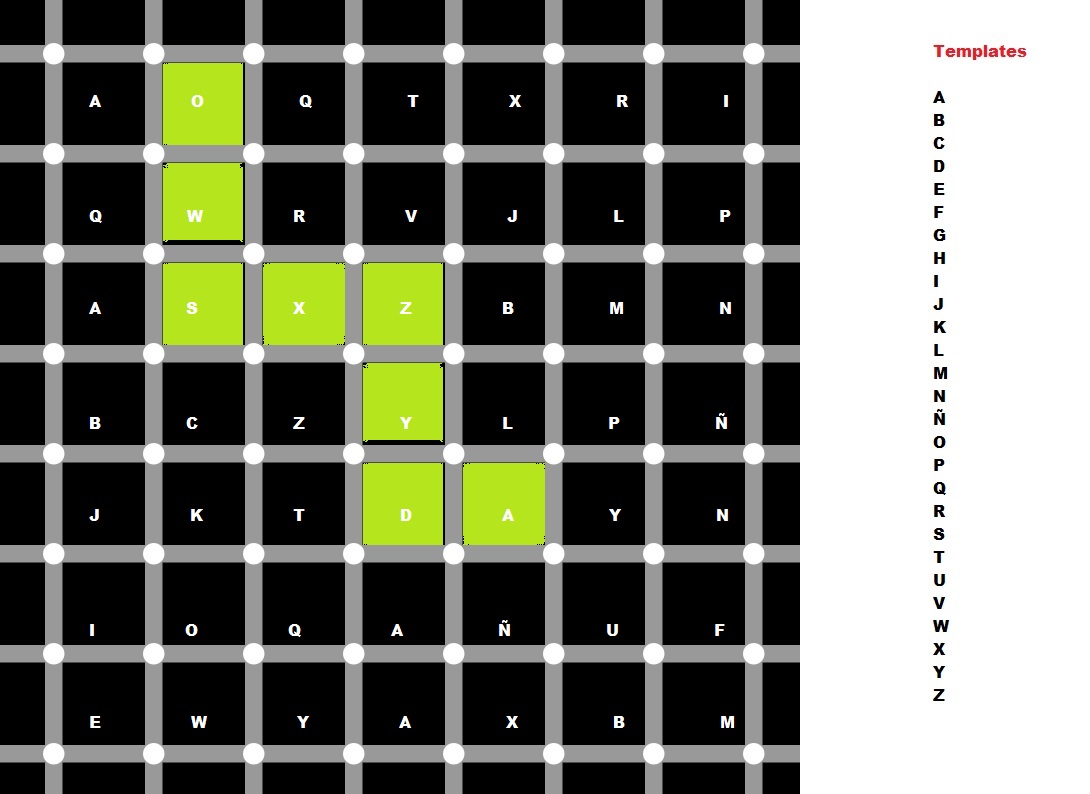 A O Q T X R I
Q W R V J L P
A S X Z B M N
B C Z Y L P Ñ
J K T D A Y N
I O Q A Ñ U F
E W Y A X B M
Templates
A
B
C
D
E
F
G
H
I
J
K
L
M
N
Ñ
O
P
Q
R
S
T
U
V
W
X
Y
Z